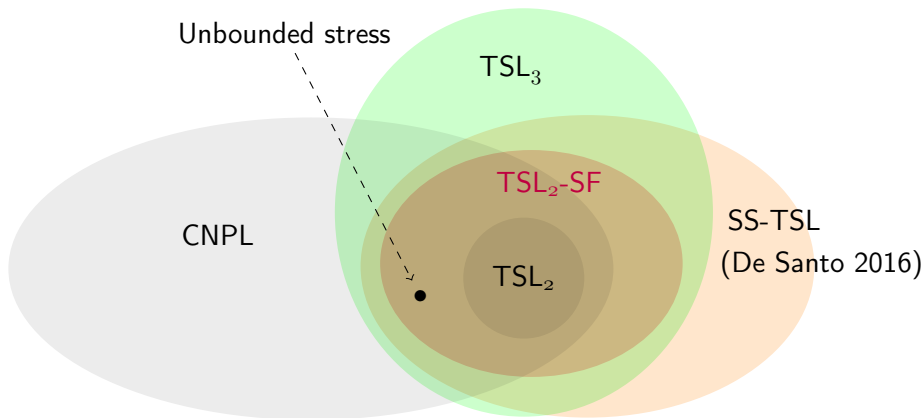 Unbounded stress
TSL₃
TSL₂-SF
CNPL
SS-TSL
(De Santo 2016)
TSL₂